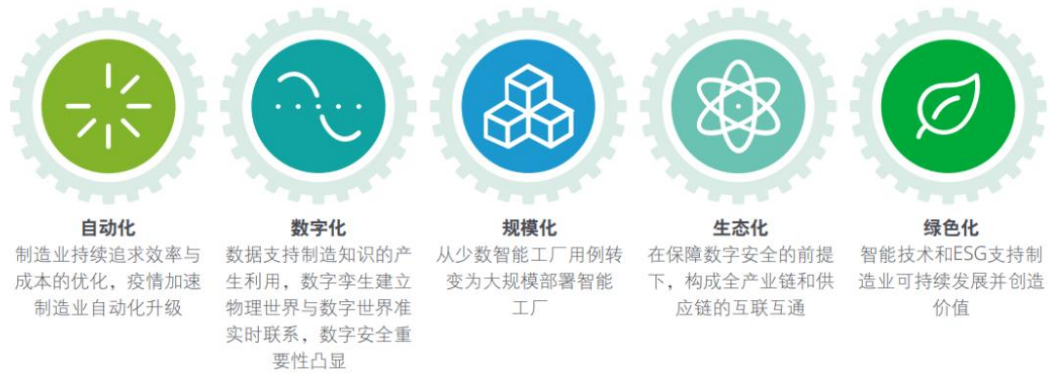 自动化
制造业持续追求效率与
成本的优化，疫情加速
制造业自动化升级
数字化
数据支持制造知识的产
生利用，数字孪生建立
物理世界与数字世界准
实时联系，数字安全重
要性凸显
规模化
从少数智能工厂用例转
变为大规模部署智能
工厂
生态化
在保障数字安全的前提
下，构成全产业链和供
应链的互联互通
绿色化
智能技术和ESG支持制
造业可持续发展并创造
价值